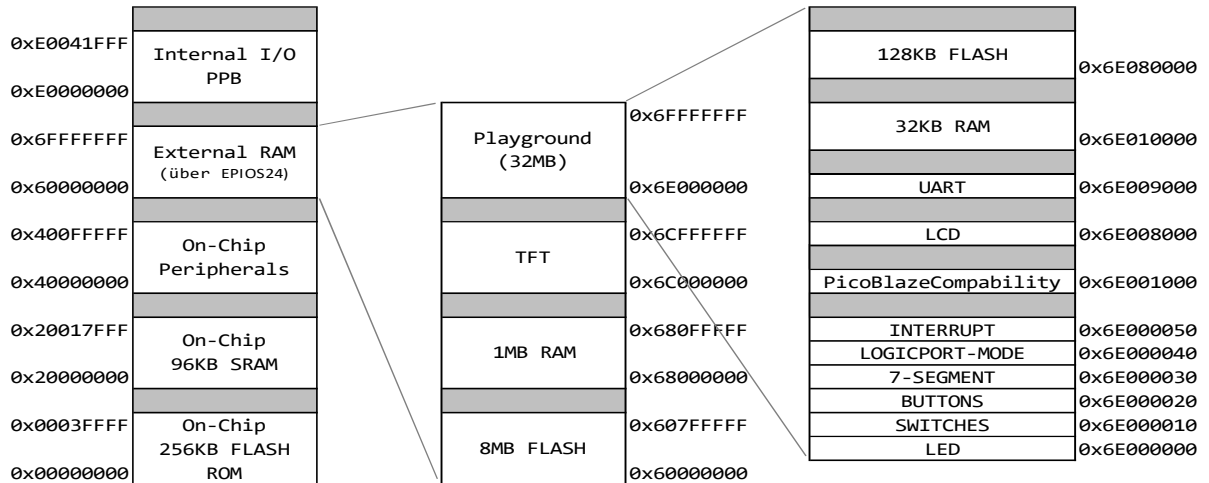 0xE0041FFF
Internal I/O
PPB
0xE0000000
0x6FFFFFFF
External RAM
(über EPIOS24)
0x60000000
0x400FFFFF
On-Chip
Peripherals
0x40000000
0x20017FFF
On-Chip
96KB SRAM
0x20000000
0x0003FFFF
On-Chip
256KB FLASH
ROM
0x00000000
0x6FFFFFFF
Playground
(32MB)
0x6E000000
0x6CFFFFFF
TFT
0x6C000000
0x680FFFFF
1MB RAM
0x68000000
0x607FFFFF
8MB FLASH
0x60000000
128KB FLASH
0x6E080000
32KB RAM
0x6E010000
UART 0x6E009000
LCD 0x6E008000
PicoBlazeCompability 0x6E001000
INTERRUPT 0x6E000050
LOGICPORT-MODE 0x6E000040
7-SEGMENT 0x6E000030
BUTTONS 0x6E000020
SWITCHES 0x6E000010
LED 0x6E000000